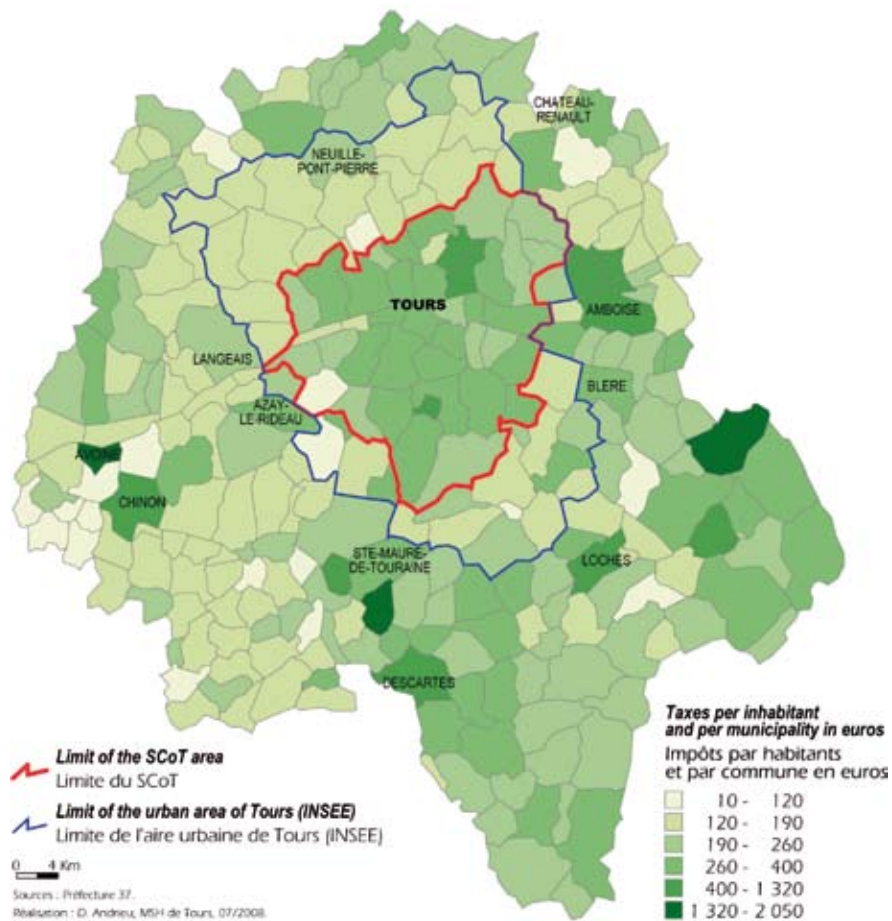 CHATEAU-
RENAULT
NEUILLE-
PONT-PIERRE
TOURS
AMBOISE
LANGEAIS
BLERE
AZAY-
LE-RIDEAU
AVOINE
CHINON
STE-MAURE-
DE-TOURAINE
LOCHES
DESCARTES
Limit of the SCoT area
Limite du SCoT
Limit of the urban area of Tours (INSEE)
Limite de l'aire urbaine de Tours (INSEE)
0 4 Km
Sources : Préfecture 37.
Réalisation : D. Andrieu, MSH de Tours, 07/2008.
Taxes per inhabitant
and per municipality in euros
Impôts par habitants
et par commune en euros
10 - 120
120 - 190
190 - 260
260 - 400
400 - 1 320
1 320 - 2 050